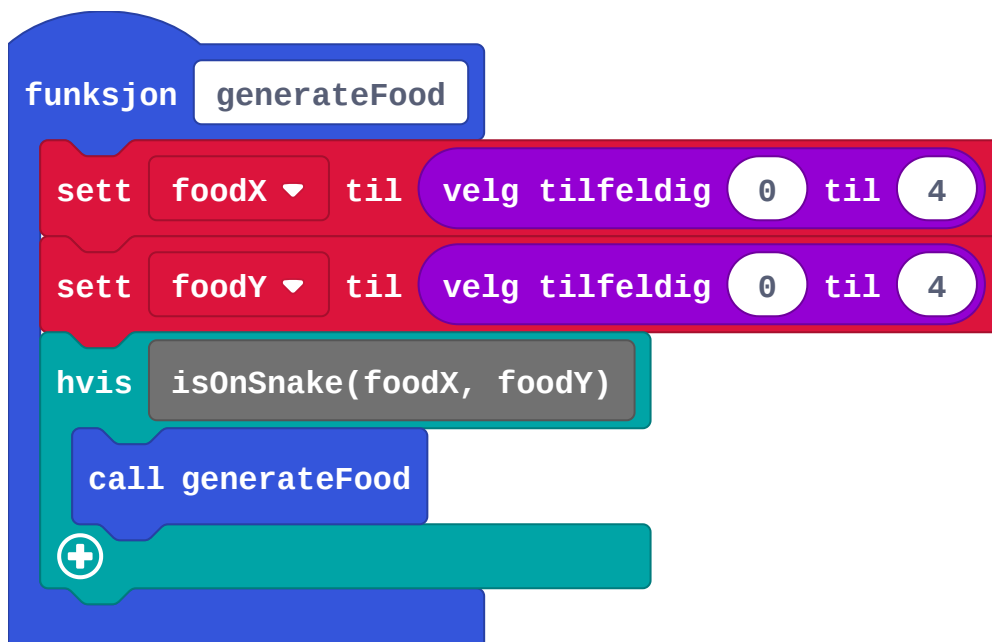 funksjon generateFood
sett foodX til velg tilfeldig 0 til 4
sett foodY til velg tilfeldig 0 til 4
hvis isOnSnake(foodX, foodY)
call generateFood